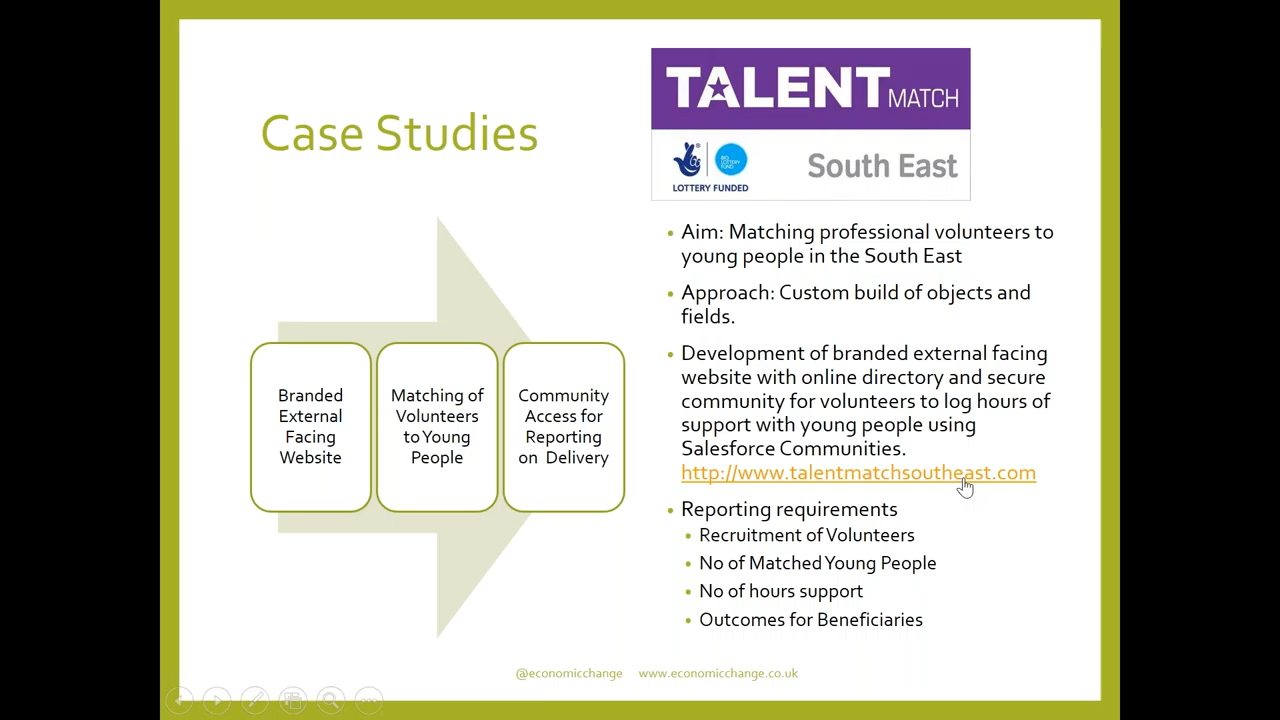 Case Studies
TALENT MATCH
BIG
LOTTERY
FUND
LOTTERY FUNDED
South East
Branded
External
Facing
Website
Matching of
Volunteers
to Young
People
Community
Access for
Reporting
on Delivery
• Aim: Matching professional volunteers to
young people in the South East
• Approach: Custom build of objects and
fields.
• Development of branded external facing
website with online directory and secure
community for volunteers to log hours of
support with young people using
Salesforce Communities.
http://www.talentmatchsoutheast.com
• Reporting requirements
• Recruitment of Volunteers
• No of Matched Young People
• No of hours support
• Outcomes for Beneficiaries
@economicchange www.economicchange.co.uk